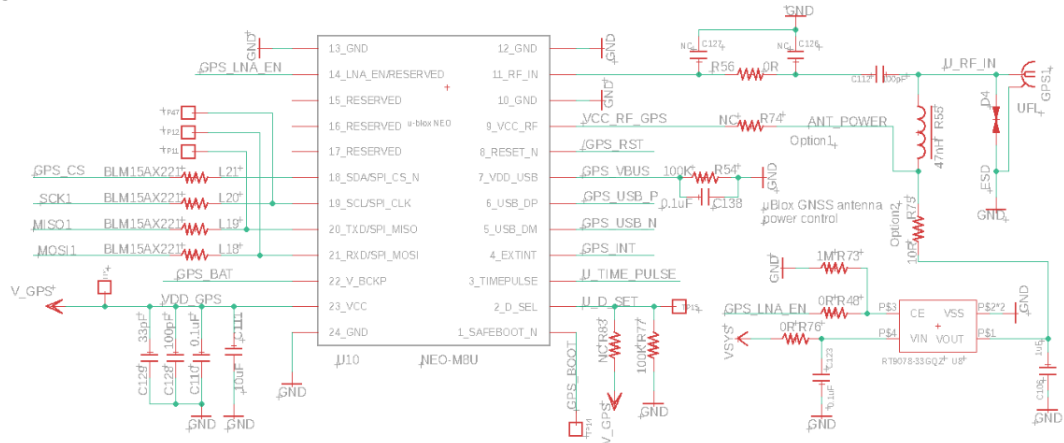 GND
NC C127
NC C126
GND
13_GND
12_GND
GND
GPS_LNA_EN
14_LNA_EN/RESERVED
11_RF_IN
R56
0R
C112
100pF
U_RF_IN
GPS1
UFL
15_RESERVED
10_GND
GND
D4
TP47
16_RESERVED
u-blox NEO
9_VCC_RF
VCC_RF_GPS
NC
R74
ANT_POWER
Option1
R55
47nH
TP12
TP11
17_RESERVED
8_RESET_N
GPS_RST
GPS_CS
BLM15AX221
L21
18_SDA/SPI_CS_N
7_VDD_USB
GPS_VBUS
100K
R54
GND
ESD
SCK1
BLM15AX221
L20
19_SCL/SPI_CLK
6_USB_DP
GPS_USB_P
0.1uF
C138
GND
MISO1
BLM15AX221
L19
20_TXD/SPI_MISO
5_USB_DM
GPS_USB_N
µBlox GNSS antenna
power control
Option2
R75
10R
MOSI1
BLM15AX221
L18
21_RXD/SPI_MOSI
4_EXTINT
GPS_INT
GPS_BAT
22_V_BCKP
3_TIMEPULSE
U_TIME_PULSE
GND
1M
R73
V_GPS
VDD_GPS
23_VCC
2_D_SEL
U_D_SET
GPS_LNA_EN
0R
R48
P$3
CE
VSS
P$2*2
GND
24_GND
1_SAFEBOOT_N
VSYS
0R
R76
P$4
VIN
VOUT
P$1
U10
NEO-M8U
RT9078-33GQZ
U8
33pF
C129
100pF
C128
0.1uF
C110
C111
10uF
GND
GND
GND
GPS_BOOT
TP14
NC
R83
100K
R77
V_GPS
GND
C123
0.1uF
GND
1uF
GND